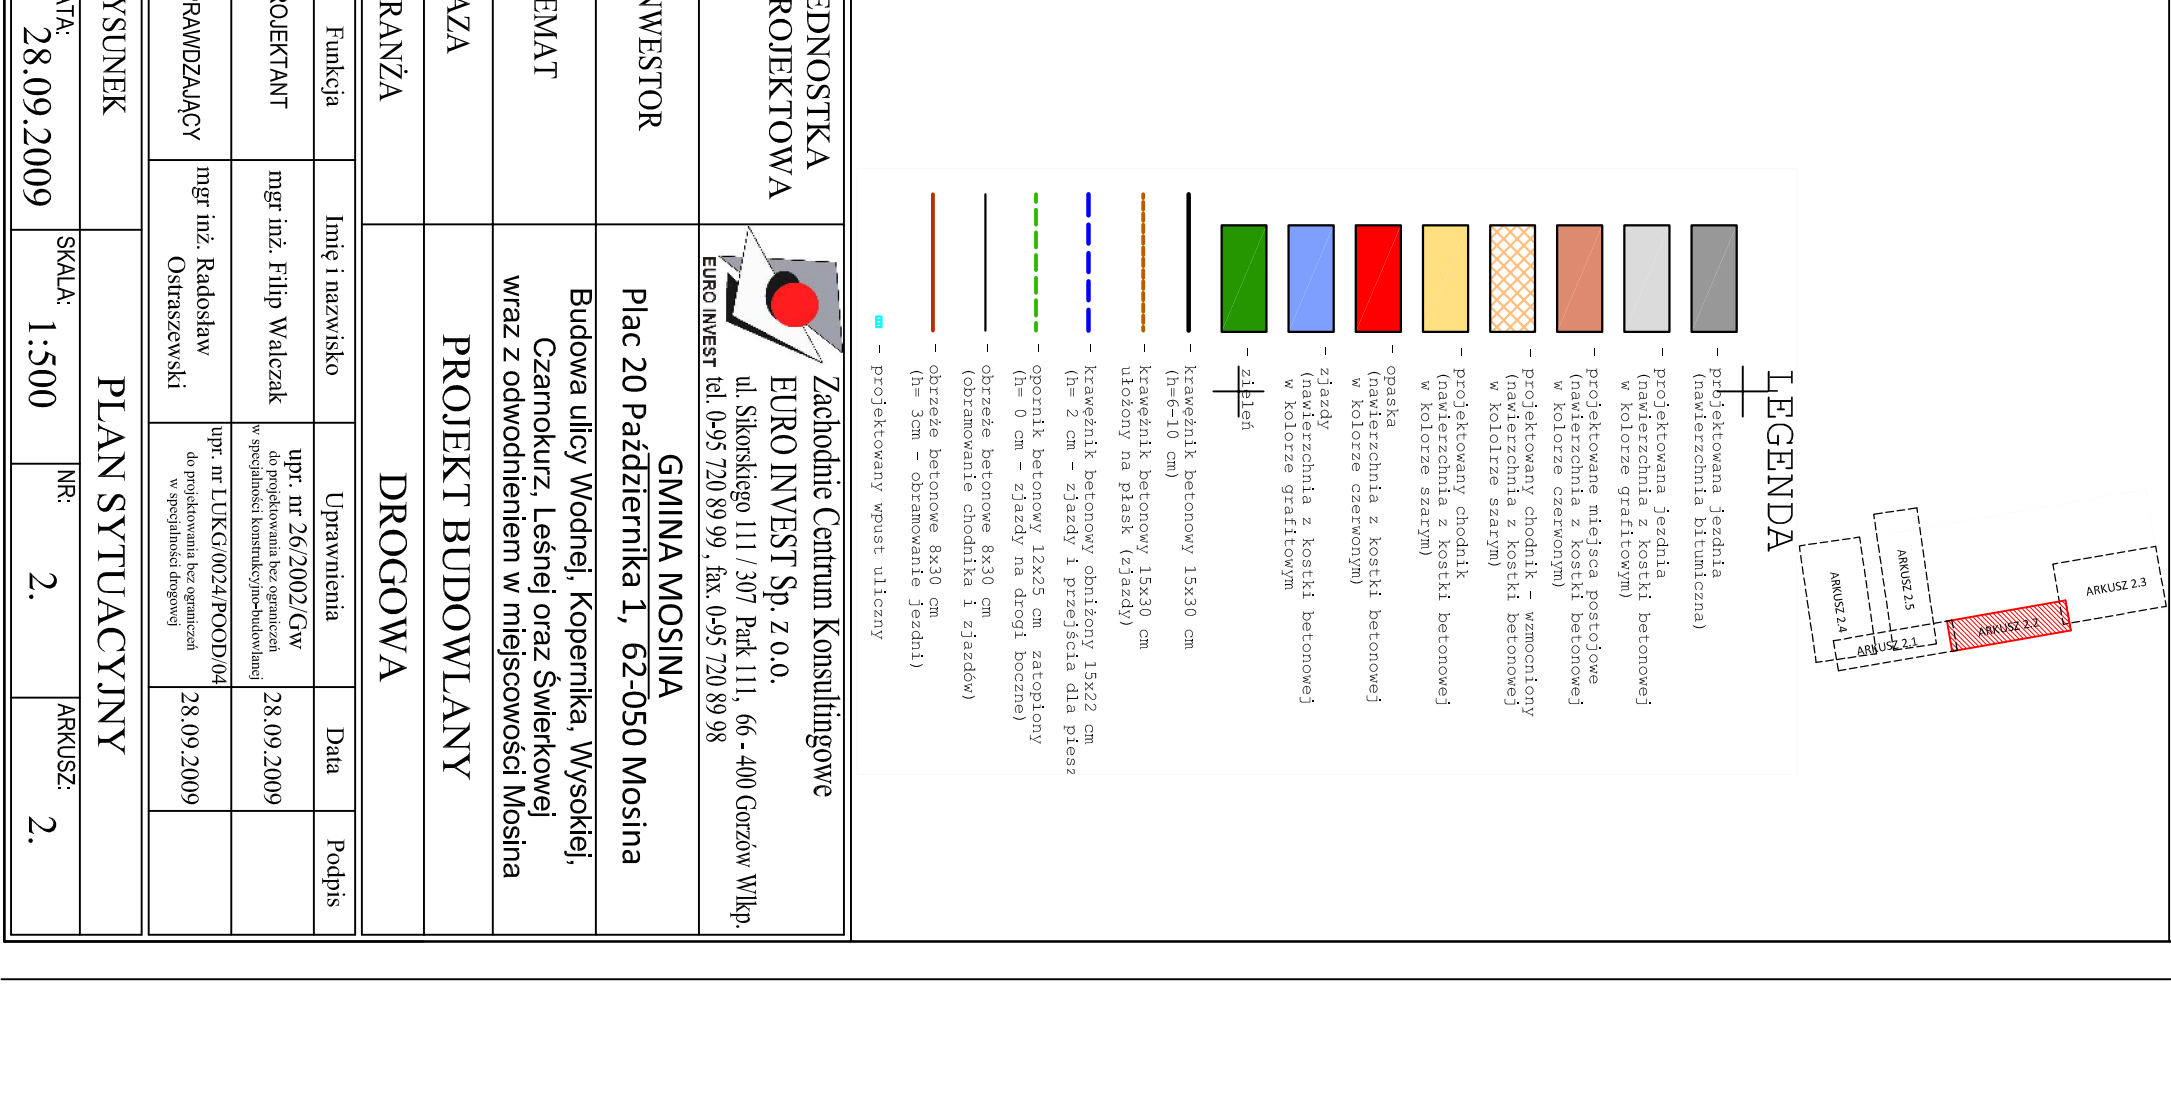 ARKUSZ 2.3
ARKUSZ 2.2
ARKUSZ 2.5
ARKUSZ 2.1
ARKUSZ 2.4
LEGENDA
- projektowana jezdnia
(nawierzchnia bitumiczna)
- projektowana jezdnia
(nawierzchnia z kostki betonowej
w kolorze grafitowym)
- projektowane miejsca postojowe
(nawierzchnia z kostki betonowej
w kolorze czerwonym)
- projektowany chodnik - wzmocniony
(nawierzchnia z kostki betonowej
w kololrze szarym)
- projektowany chodnik
(nawierzchnia z kostki betonowej
w kolorze szarym)
- opaska
(nawierzchnia z kostki betonowej
w kolorze czerwonym)
- zjazdy
(nawierzchnia z kostki betonowej
w kolorze grafitowym
- zieleń
- krawężnik betonowy 15x30 cm
(h=6-10 cm)
- krawężnik betonowy 15x30 cm
ułożony na płask (zjazdy)
- krawężnik betonowy obniżony 15x22 cm
(h= 2 cm - zjazdy i przejścia dla piesz
- opornik betonowy 12x25 cm zatopiony
(h= 0 cm - zjazdy na drogi boczne)
- obrzeże betonowe 8x30 cm
(obramowanie chodnika i zjazdów)
- obrzeże betonowe 8x30 cm
(h= 3cm - obramowanie jezdni)
- projektowany wpust uliczny
EDNOSTKA
ROJEKTOWA
EURO INVEST
Zachodnie Centrum Konsultingowe
EURO INVEST Sp. z o.o.
ul. Sikorskiego 111 / 307 Park 111, 66 - 400 Gorzów Wlkp.
tel. 0-95 720 89 99 , fax. 0-95 720 89 98
NWESTOR
GMINA MOSINA
Plac 20 Października 1, 62-050 Mosina
EMAT
Budowa ulicy Wodnej, Kopernika, Wysokiej,
Czarnokurz, Leśnej oraz Świerkowej
wraz z odwodnieniem w miejscowości Mosina
AZA
PROJEKT BUDOWLANY
RANŻA
DROGOWA
Funkcja
Imię i nazwisko
Uprawnienia
Data
Podpis
ROJEKTANT
mgr inż. Filip Walczak
upr. nr 26/2002/Gw
do projektowania bez ograniczeń
w specjalności konstrukcyjno-budowlanej
28.09.2009
PRAWDZAJĄCY
mgr inż. Radosław
Ostraszewski
upr. nr LUKG/0024/POOD/04
do projektowania bez ograniczeń
w specjalności drogowej
28.09.2009
YSUNEK
PLAN SYTUACYJNY
ATA:
28.09.2009
SKALA:
1:500
NR:
2.
ARKUSZ:
2.